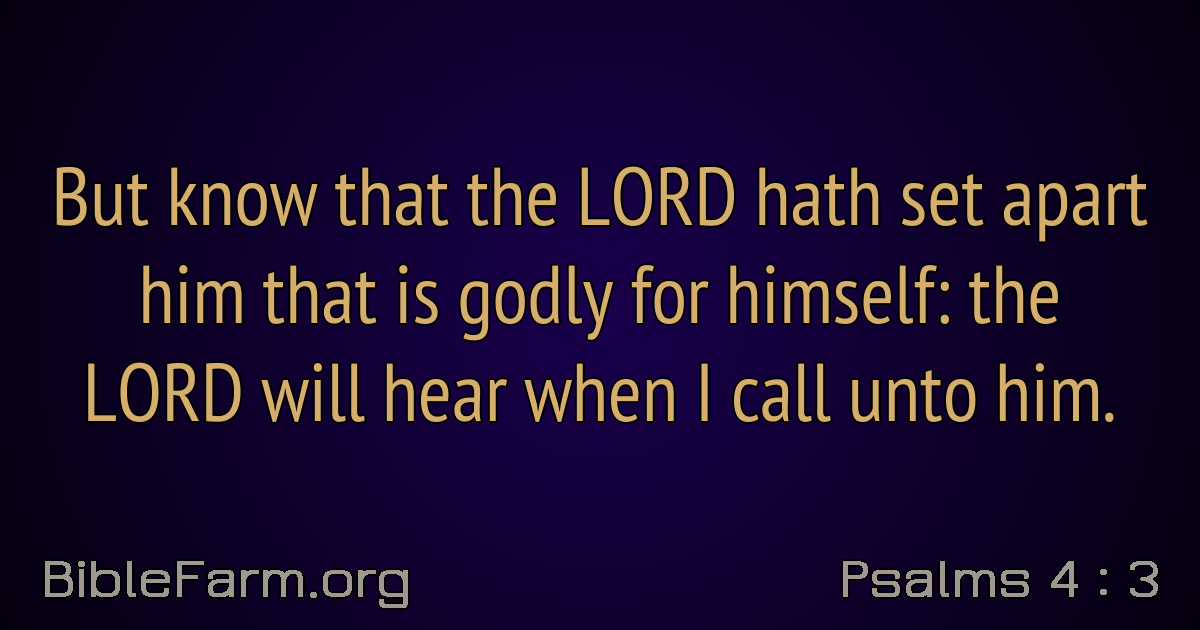 But know that the LORD hath set apart
him that is godly for himself: the
LORD will hear when I call unto him.
BibleFarm.org
Psalms 4 : 3